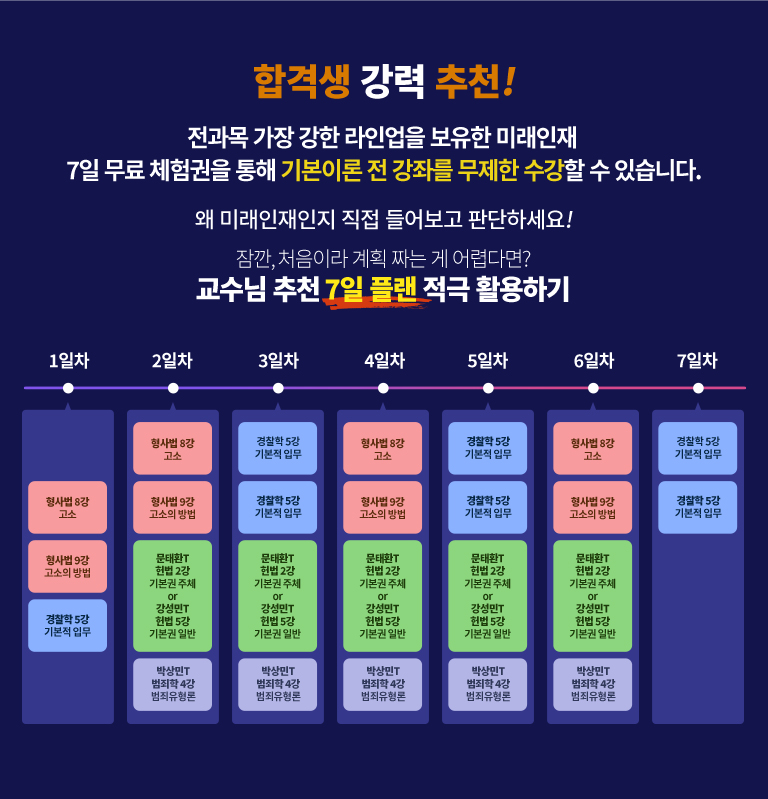 합격생 강력 추천!
전과목 가장 강한 라인업을 보유한 미래인재
7일 무료 체험권을 통해 기본이론 전 강좌를 무제한 수강할 수 있습니다.
왜 미래인재인지 직접 들어보고 판단하세요!
잠깐, 처음이라 계획 짜는 게 어렵다면?
교수님 추천 7일 플랜 적극 활용하기
1일차
형사법 8강
고소
형사법 9강
고소의 방법
경찰학 5강
기본적 입무
2일차
형사법 8강
고소
형사법 9강
고소의 방법
문태환T
헌법 2강
기본권 주체
or
강성민T
헌법 5강
기본권 일반
박상민T
범죄학 4강
범죄유형론
3일차
경찰학 5강
기본적 입무
경찰학 5강
기본적 입무
문태환T
헌법 2강
기본권 주체
or
강성민T
헌법 5강
기본권 일반
박상민T
범죄학 4강
범죄유형론
4일차
형사법 8강
고소
형사법 9강
고소의 방법
문태환T
헌법 2강
기본권 주체
or
강성민T
헌법 5강
기본권 일반
박상민T
범죄학 4강
범죄유형론
5일차
경찰학 5강
기본적 입무
경찰학 5강
기본적 입무
문태환T
헌법 2강
기본권 주체
or
강성민T
헌법 5강
기본권 일반
박상민T
범죄학 4강
범죄유형론
6일차
형사법 8강
고소
형사법 9강
고소의 방법
문태환T
헌법 2강
기본권 주체
or
강성민T
헌법 5강
기본권 일반
박상민T
범죄학 4강
범죄유형론
7일차
경찰학 5강
기본적 입무
경찰학 5강
기본적 입무